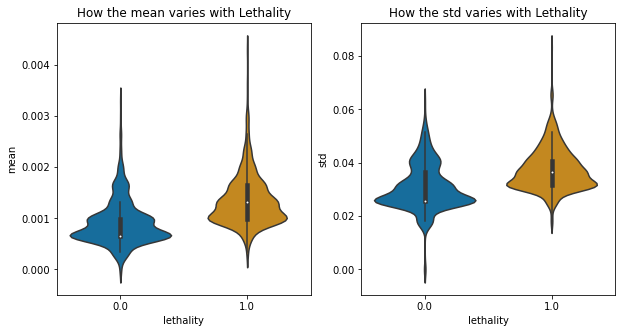 How the mean varies with Lethality
0.004
0.003
0.002
0.001
0.000
mean
0.0
1.0
lethality
How the std varies with Lethality
0.08
0.06
0.04
0.02
0.00
std
0.0
1.0
lethality